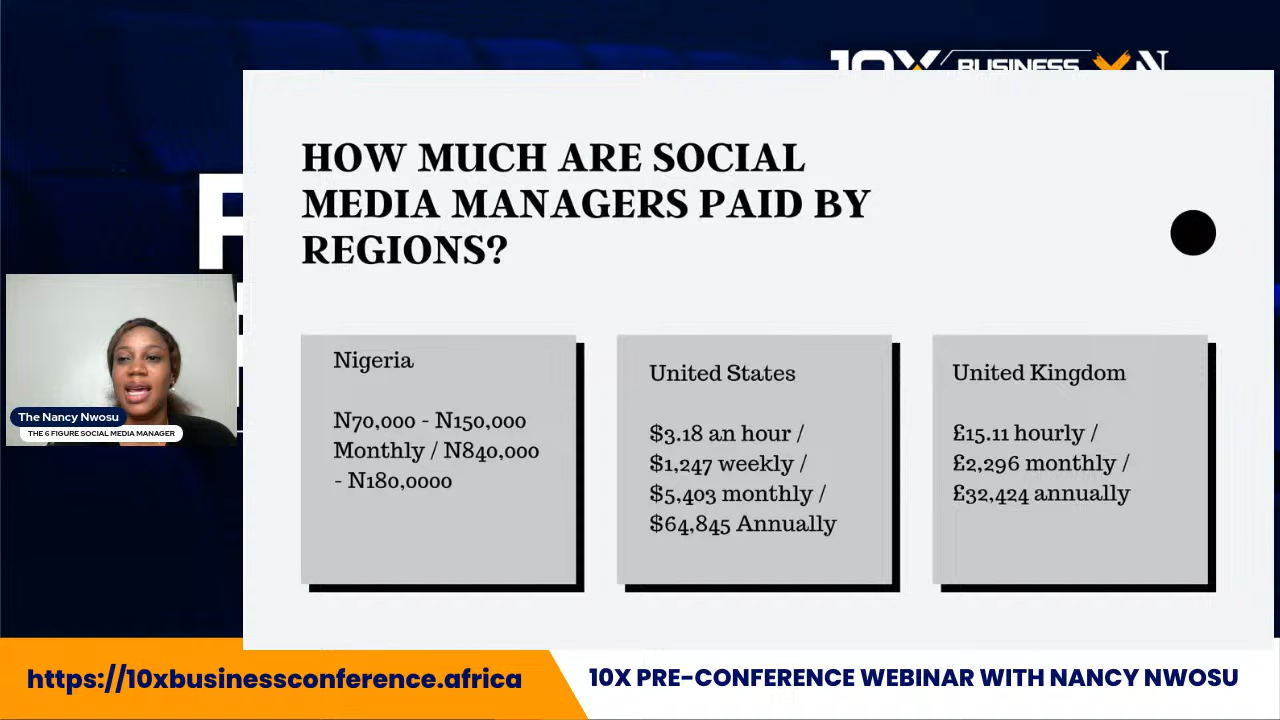 10X BUSINESS
HOW MUCH ARE SOCIAL
MEDIA MANAGERS PAID BY
REGIONS?
Nigeria
N70,000 - N150,000
Monthly / N840,000
- N180,0000
United States
$3.18 an hour /
$1,247 weekly /
$5,403 monthly /
$64,845 Annually
United Kingdom
£15.11 hourly /
£2,296 monthly /
£32,424 annually
The Nancy Nwosu
THE 6 FIGURE SOCIAL MEDIA MANAGER
https://10xbusinessconference.africa
10X PRE-CONFERENCE WEBINAR WITH NANCY NWOSU